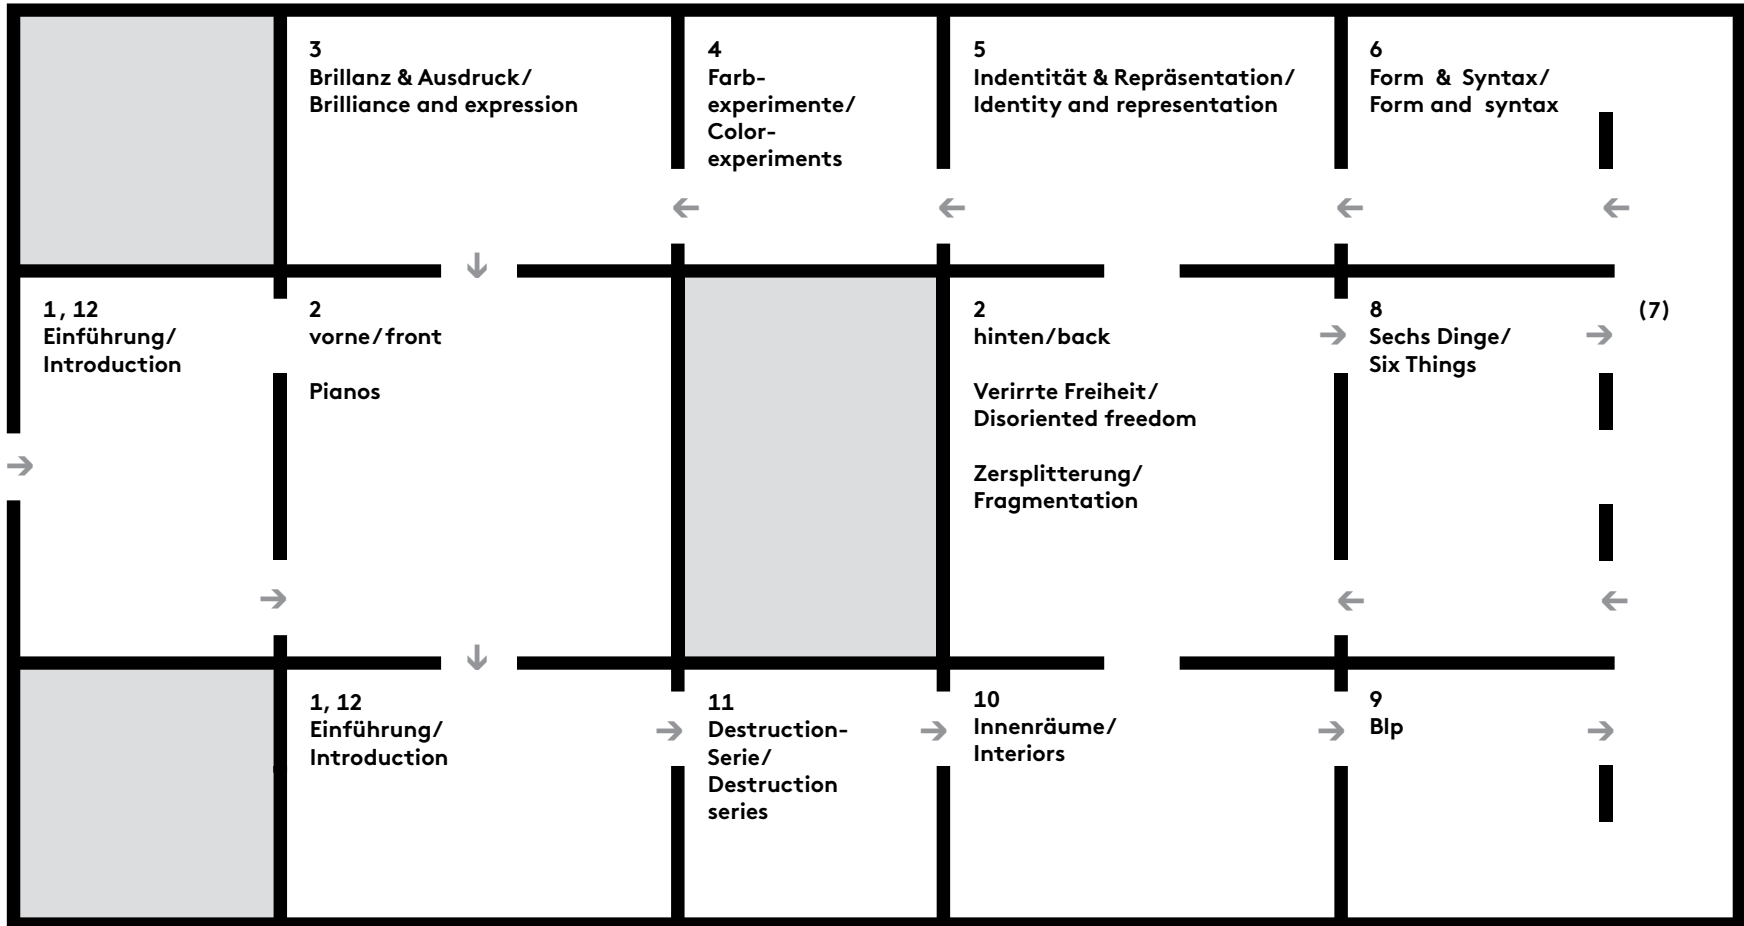 3
Brillanz & Ausdruck/
Brilliance and expression
4
Farb-
experimente/
Color-
experiments
5
Indentität & Repräsentation/
Identity and representation
6
Form & Syntax/
Form and syntax
1, 12
Einführung/
Introduction
2
vorne/front
Pianos
2
hinten/back
Verirrte Freiheit/
Disoriented freedom
Zersplitterung/
Fragmentation
8
Sechs Dinge/
Six Things
(7)
1, 12
Einführung/
Introduction
11
Destruction-
Serie/
Destruction
series
10
Innenräume/
Interiors
9
Blp